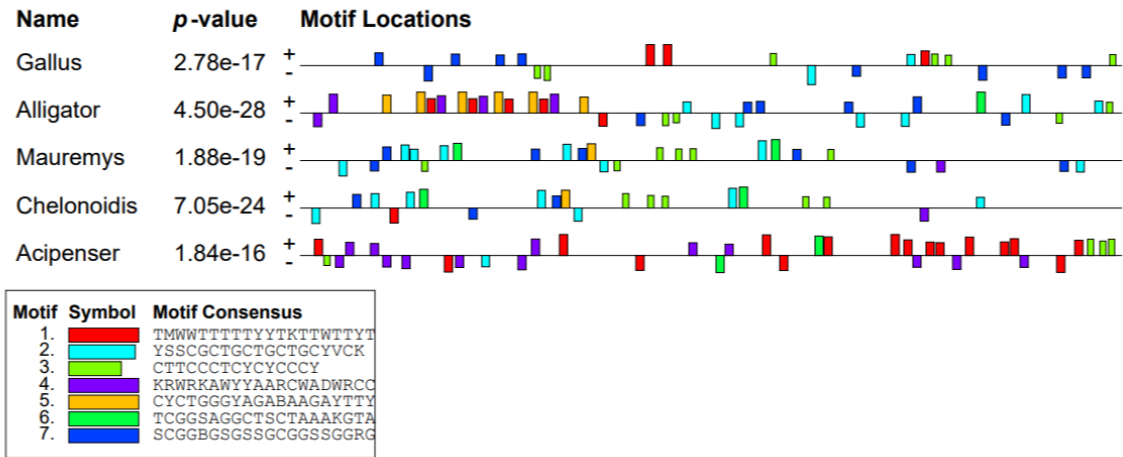 Name p-value Motif Locations
Gallus 2.78e-17 + -
Alligator 4.50e-28 + -
Mauremys 1.88e-19 + -
Chelonoidis 7.05e-24 + -
Acipenser 1.84e-16 + -
Motif Symbol Motif Consensus
1. TMWWTTTTTYYTKTTWTTYT
2. YSSCGCTGCTGCTGCYVCK
3. CTTCCCTCYCYCCCY
4. KRWRKAWYYAARCWADWRCC
5. CYCTGGGYAGABAAGAYTTY
6. TCGGSAGGCTSCTAAAKGTA
7. SCGGBGSGSSGCGGSSGGRG